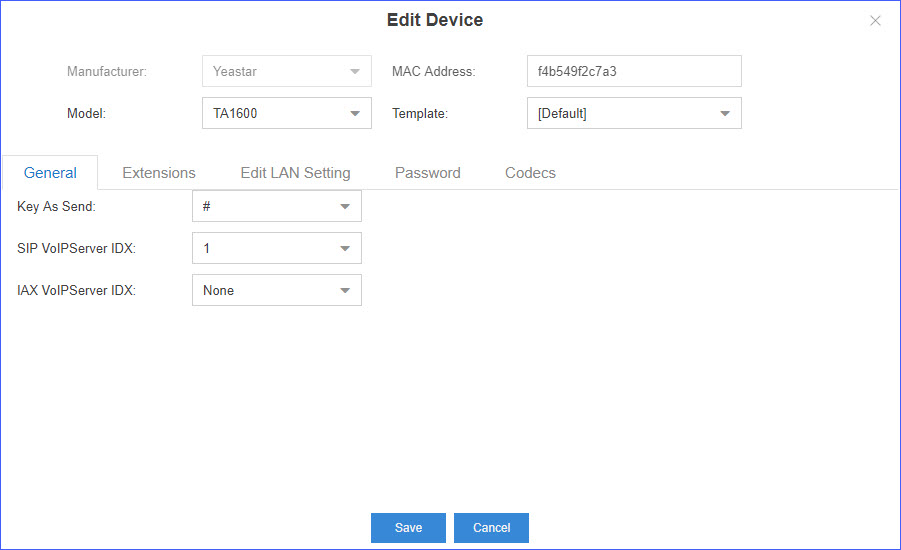 Edit Device
Manufacturer: Yeastar MAC Address: f4b549f2c7a3
Model: TA1600 Template: [Default]
General Extensions Edit LAN Setting Password Codecs
Key As Send: #
SIP VoIPServer IDX: 1
IAX VoIPServer IDX: None
Save Cancel